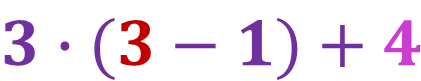 3 · (3 − 1) + 4